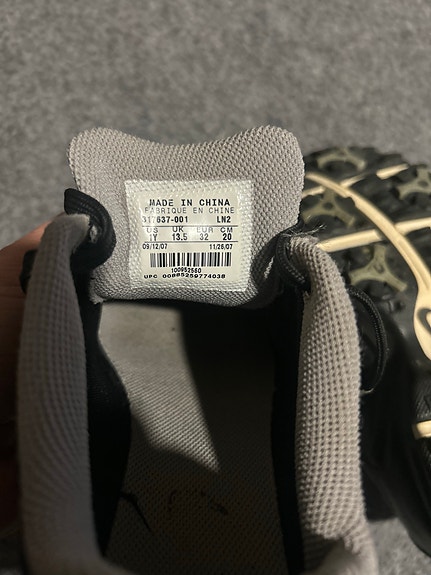 MADE IN CHINA
FABRIQUE EN CHINE
317637-001 LN2
US UK EUR CM
1Y 13.5 32 20
09/12/07 11/26/07
100952560
UPC 00885259774038